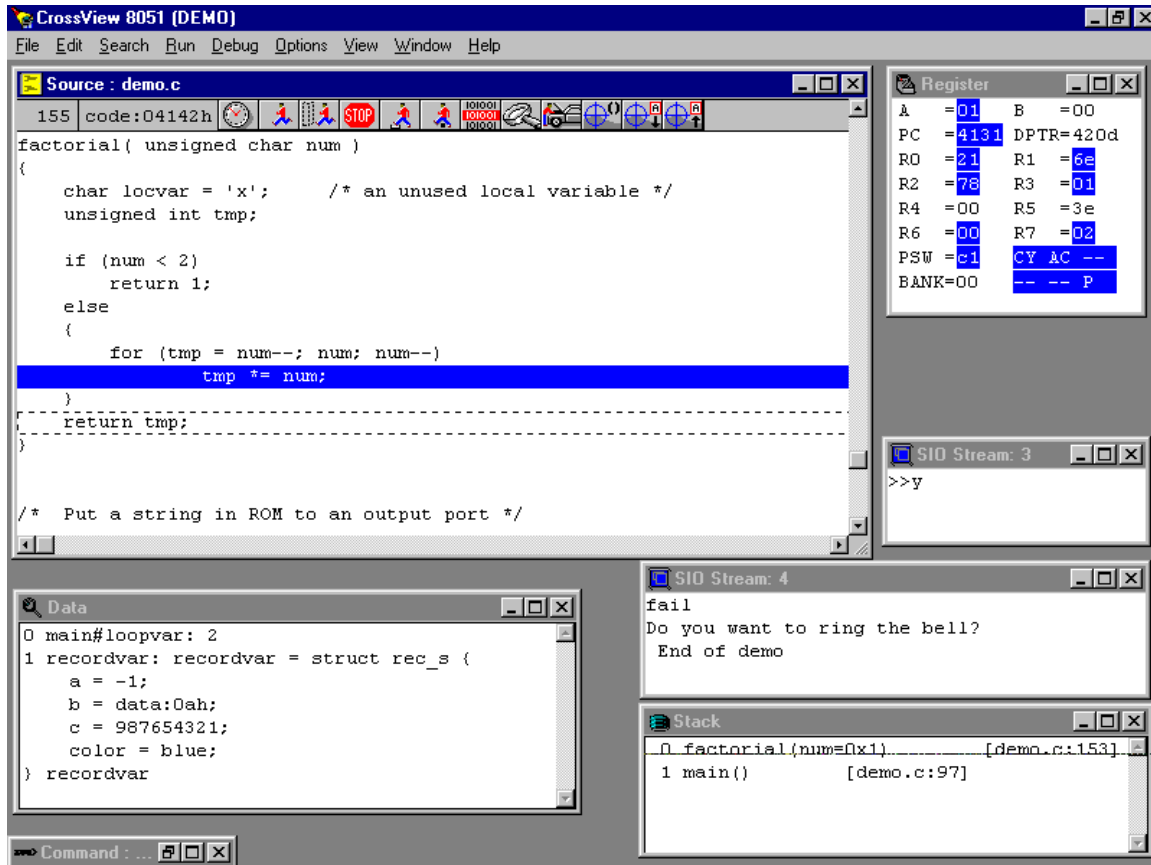 CrossView 8051 (DEMO)
File Edit Search Run Debug Options View Window Help
Source : demo.c
155 code:04142h STOP
factorial( unsigned char num )
{
char locvar = 'x'; /* an unused local variable */
unsigned int tmp;
if (num < 2)
return 1;
else
{
for (tmp = num--; num; num--)
tmp *= num;
}
return tmp;
}
/* Put a string in ROM to an output port */
Register
A =01 B =00
PC =4131 DPTR=420d
R0 =21 R1 =6e
R2 =78 R3 =01
R4 =00 R5 =3e
R6 =00 R7 =02
PSW =c1 CY AC --
BANK=00 -- -- P
SIO Stream: 3
>>y
SIO Stream: 4
fail
Do you want to ring the bell?
End of demo
Data
0 main#loopvar: 2
1 recordvar: recordvar = struct rec_s {
a = -1;
b = data:0ah;
c = 987654321;
color = blue;
} recordvar
Stack
0 factorial(num=0x1) [demo.c:153]
1 main() [demo.c:97]
Command : ...